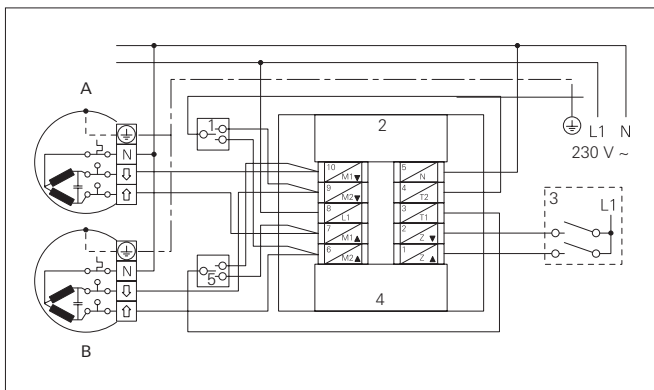 A
⏚
N
⇩
⇧
B
⏚
N
⇩
⇧
1
5
2
10 M1▼
9 M2▼
8 L1
7 M1▲
6 M2▲
5 N
4 T2
3 T1
2 Z▼
1 Z▲
4
⏚ L1 N
230 V ~
3
L1